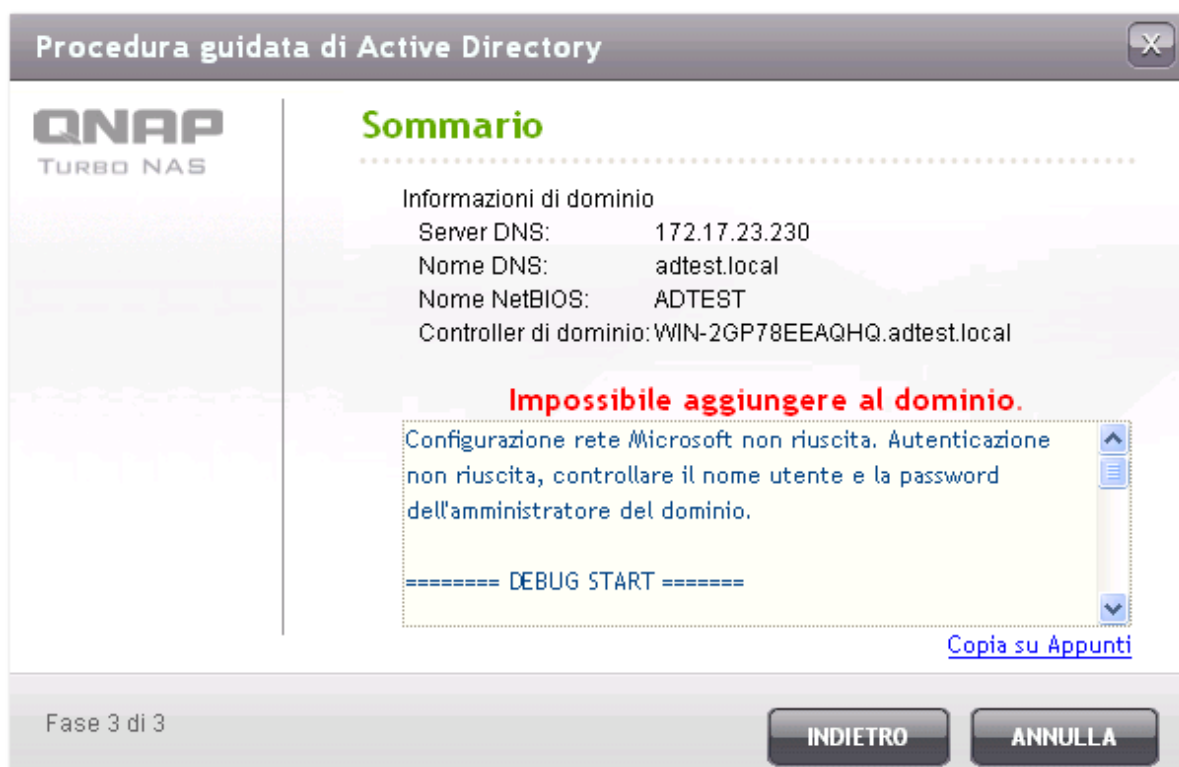 Procedura guidata di Active Directory
X
QNAP
TURBO NAS
Sommario
Informazioni di dominio
Server DNS: 172.17.23.230
Nome DNS: adtest.local
Nome NetBIOS: ADTEST
Controller di dominio: WIN-2GP78EEAQHQ.adtest.local
Impossibile aggiungere al dominio.
Configurazione rete Microsoft non riuscita. Autenticazione
non riuscita, controllare il nome utente e la password
dell'amministratore del dominio.
======== DEBUG START =======
Copia su Appunti
Fase 3 di 3
INDIETRO
ANNULLA